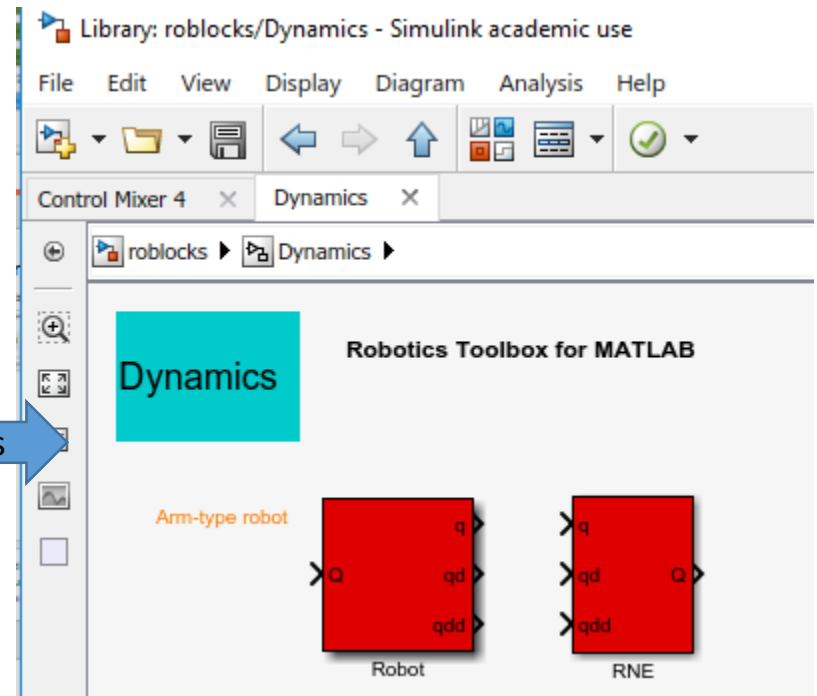 Library: roblocks/Dynamics - Simulink academic use
File Edit View Display Diagram Analysis Help
Control Mixer 4 Dynamics
roblocks Dynamics
Dynamics
Robotics Toolbox for MATLAB
s
Arm-type robot
Q
q
qd
qdd
Robot
q
qd
qdd
Q
RNE